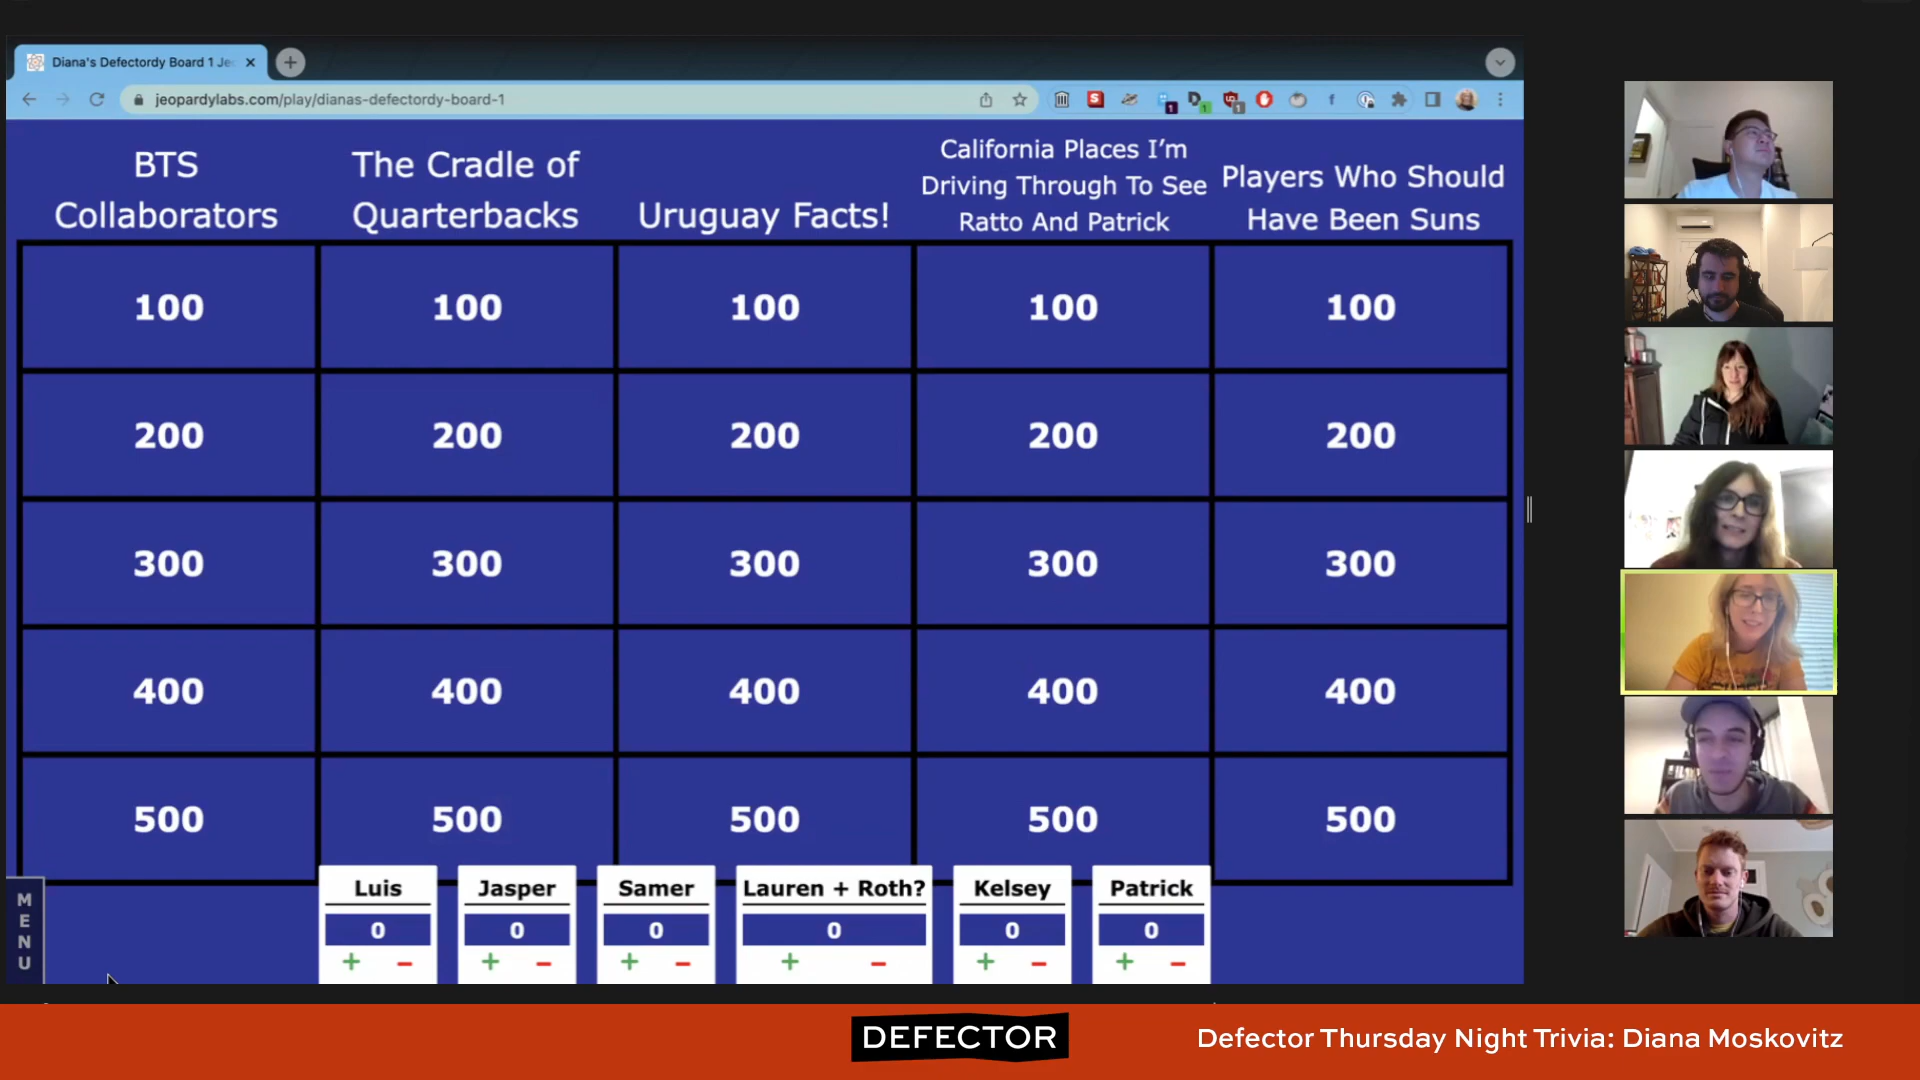 Diana's Defectordy Board 1 Je
jeopardylabs.com/play/dianas-defectordy-board-1
BTS
Collaborators
The Cradle of
Quarterbacks
Uruguay Facts!
California Places I’m
Driving Through To See
Ratto And Patrick
Players Who Should
Have Been Suns
100 100 100 100 100
200 200 200 200 200
300 300 300 300 300
400 400 400 400 400
500 500 500 500 500
MENU
Luis Jasper Samer Lauren + Roth? Kelsey Patrick
0 0 0 0 0 0
+ - + - + - + - + - + -
DEFECTOR
Defector Thursday Night Trivia: Diana Moskovitz